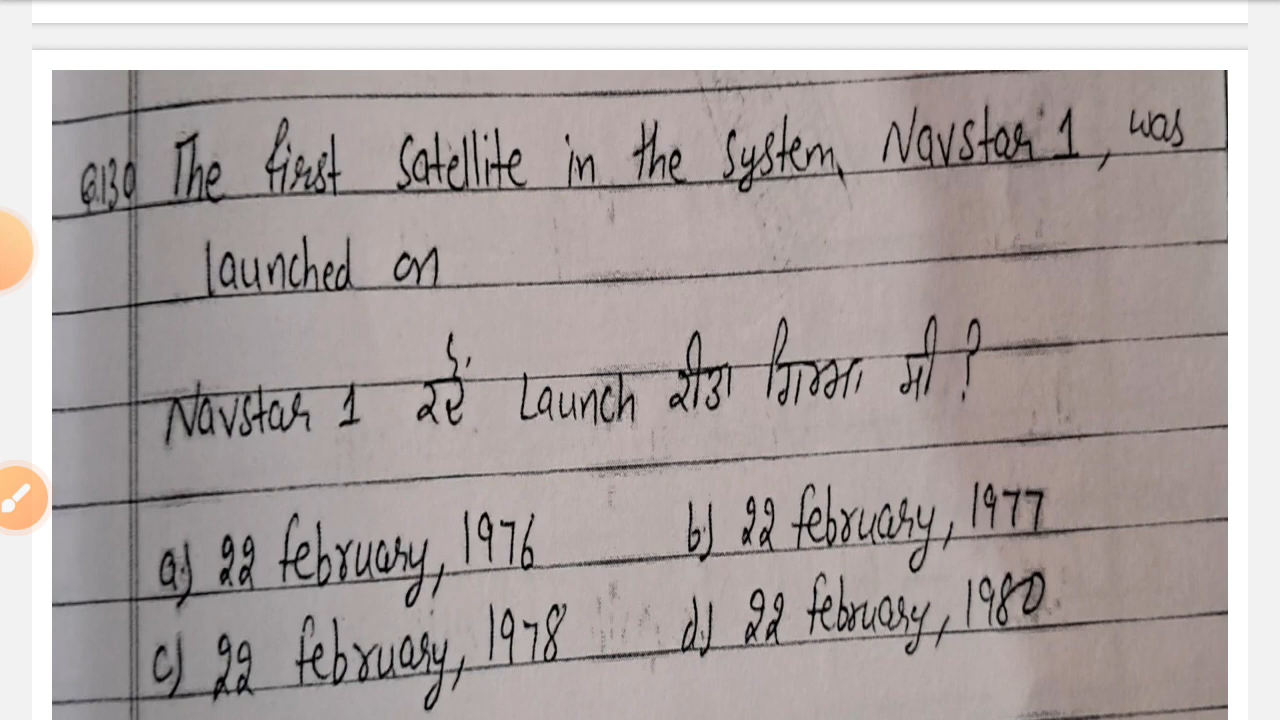 Q.130 The first satellite in the system, Navstar 1, was
launched on
Navstar 1 ਕਦੋਂ Launch ਕੀਤਾ ਗਿਆ ਸੀ ?
a.) 22 february, 1976 b.) 22 february, 1977
c.) 22 february, 1978 d.) 22 february, 1980